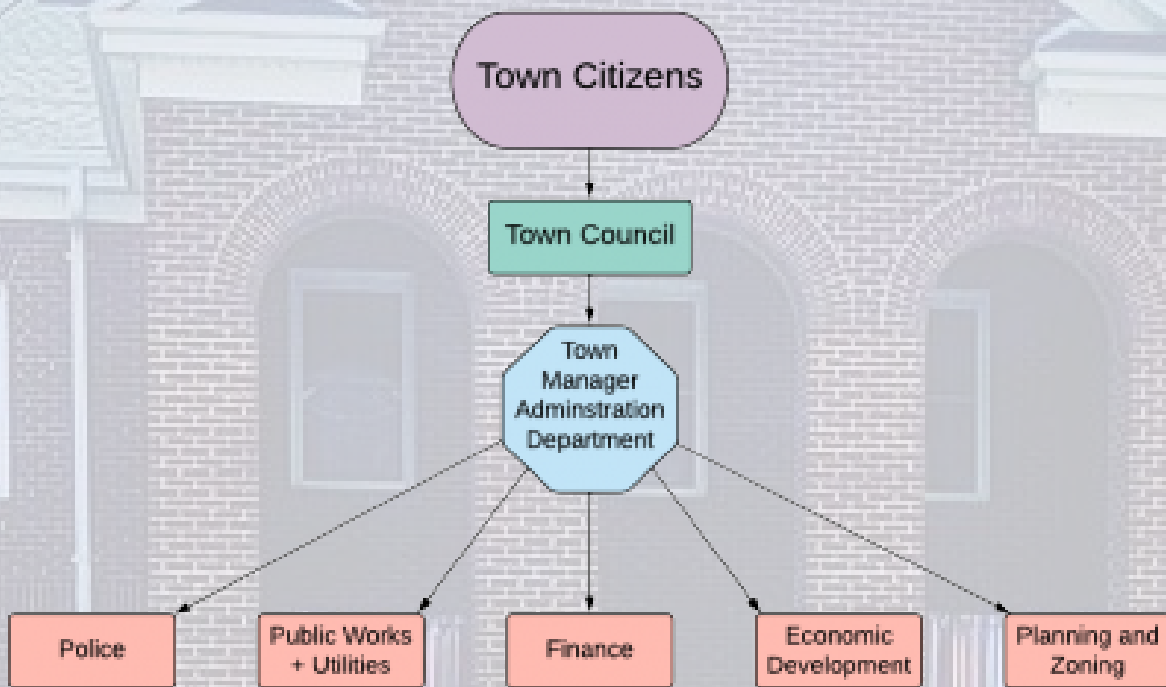 Town Citizens
Town Council
Town
Manager
Adminstration
Department
Police
Public Works
+ Utilities
Finance
Economic
Development
Planning and
Zoning